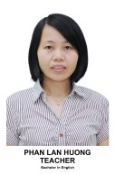 PHAN LAN HUONG
TEACHER
Bachelor in English